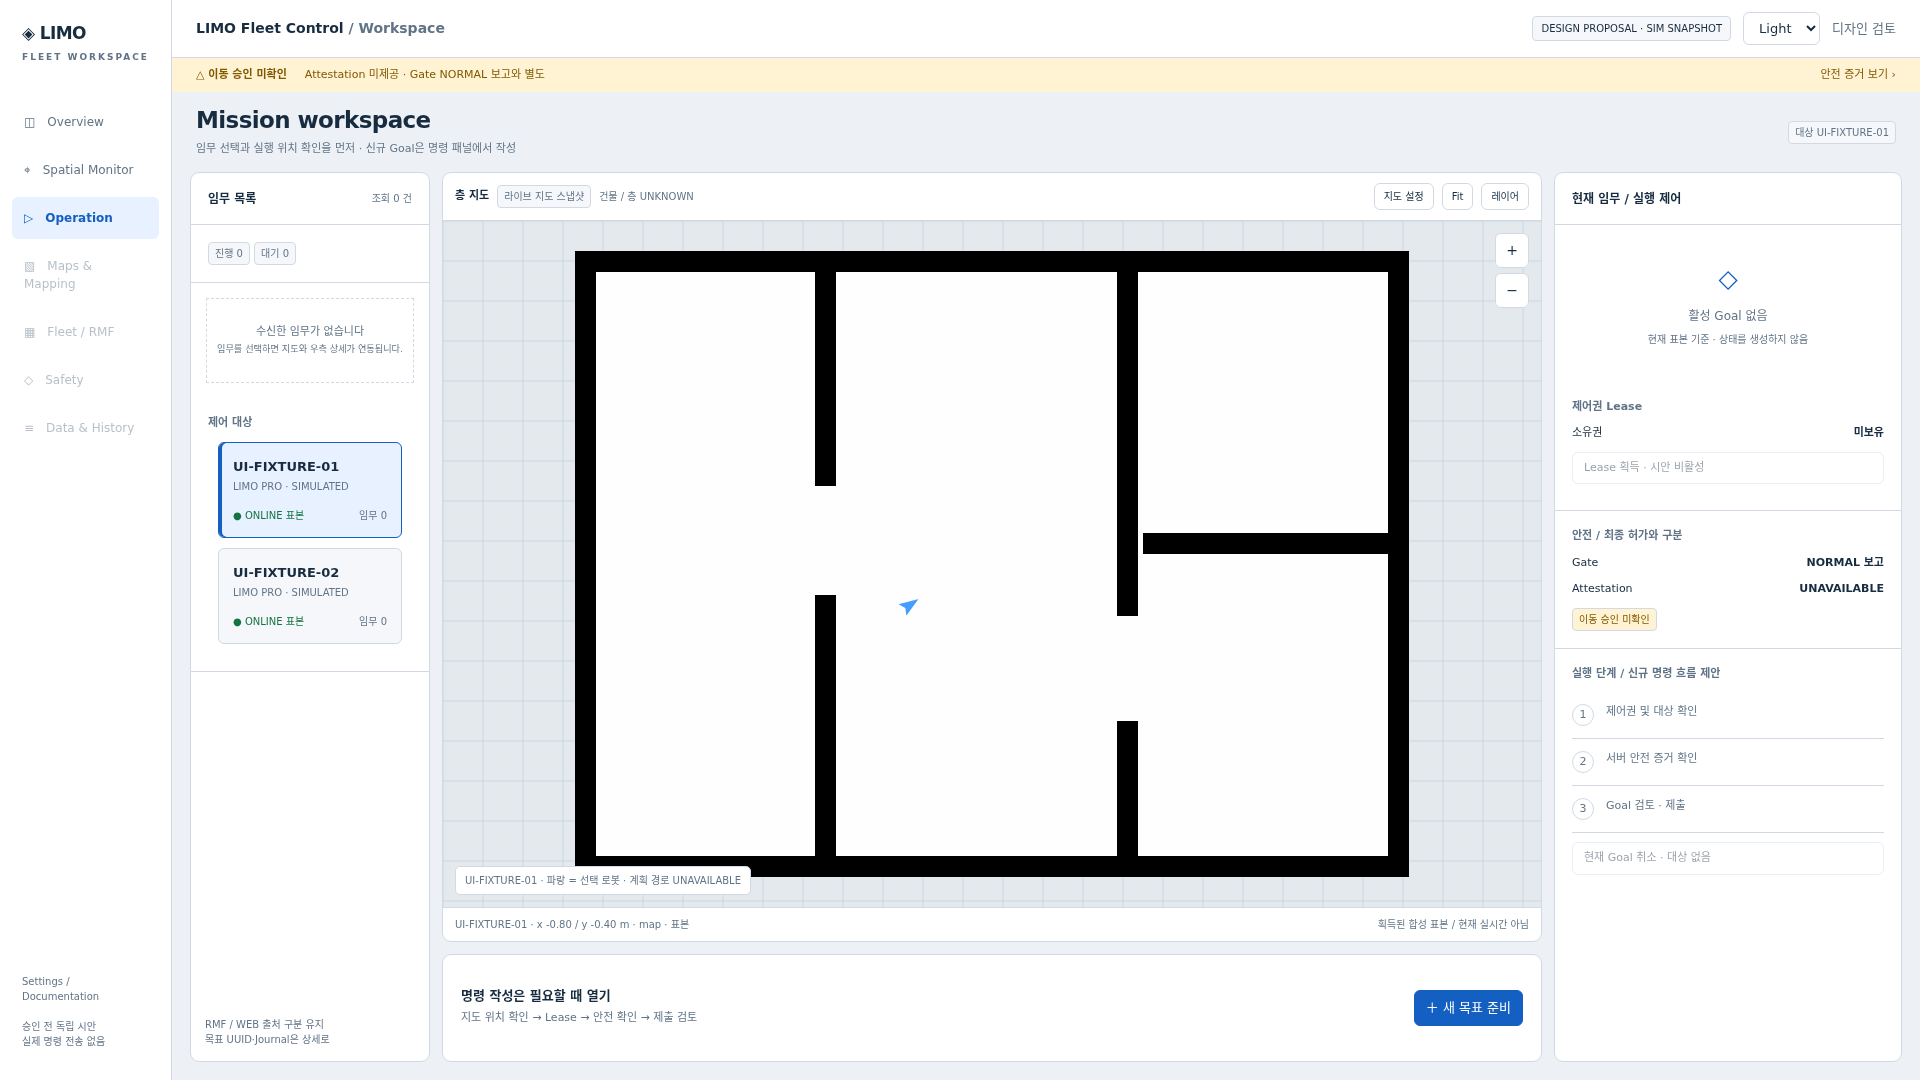 ◈ LIMO
FLEET WORKSPACE
◫ Overview
⌖ Spatial Monitor
▷ Operation
▧ Maps &
Mapping
▦ Fleet / RMF
◇ Safety
≡ Data & History
Settings /
Documentation
승인 전 독립 시안
실제 명령 전송 없음
LIMO Fleet Control / Workspace
DESIGN PROPOSAL · SIM SNAPSHOT
Light
디자인 검토
△ 이동 승인 미확인 Attestation 미제공 · Gate NORMAL 보고와 별도
안전 증거 보기 ›
Mission workspace
임무 선택과 실행 위치 확인을 먼저 · 신규 Goal은 명령 패널에서 작성
대상 UI-FIXTURE-01
임무 목록
조회 0 건
진행 0
대기 0
수신한 임무가 없습니다
임무를 선택하면 지도와 우측 상세가 연동됩니다.
제어 대상
UI-FIXTURE-01
LIMO PRO · SIMULATED
● ONLINE 표본
임무 0
UI-FIXTURE-02
LIMO PRO · SIMULATED
● ONLINE 표본
임무 0
RMF / WEB 출처 구분 유지
목표 UUID·Journal은 상세로
층 지도
라이브 지도 스냅샷
건물 / 층 UNKNOWN
지도 설정
Fit
레이어
+
−
UI-FIXTURE-01 · 파랑 = 선택 로봇 · 계획 경로 UNAVAILABLE
UI-FIXTURE-01 · x -0.80 / y -0.40 m · map · 표본
획득된 합성 표본 / 현재 실시간 아님
명령 작성은 필요할 때 열기
지도 위치 확인 → Lease → 안전 확인 → 제출 검토
＋ 새 목표 준비
현재 임무 / 실행 제어
◇
활성 Goal 없음
현재 표본 기준 · 상태를 생성하지 않음
제어권 Lease
소유권
미보유
Lease 획득 · 시안 비활성
안전 / 최종 허가와 구분
Gate
NORMAL 보고
Attestation
UNAVAILABLE
이동 승인 미확인
실행 단계 / 신규 명령 흐름 제안
1 제어권 및 대상 확인
2 서버 안전 증거 확인
3 Goal 검토 · 제출
현재 Goal 취소 · 대상 없음